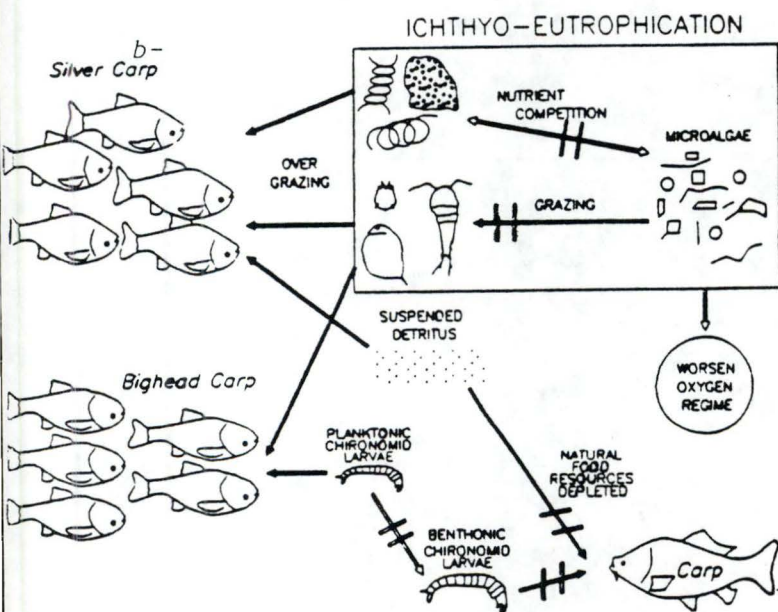 ICHTHYO-EUTROPHICATION
b-
Silver Carp
NUTRIENT
COMPETITION
MICROALGAE
OVER
GRAZING
GRAZING
SUSPENDED
DETRITUS
WORSEN
OXYGEN
REGIME
Bighead Carp
PLANKTONIC
CHIRONOMID
LARVAE
NATURAL
FOOD
RESOURCES
DEPLETED
BENTHONIC
CHIRONOMID
LARVAE
Carp